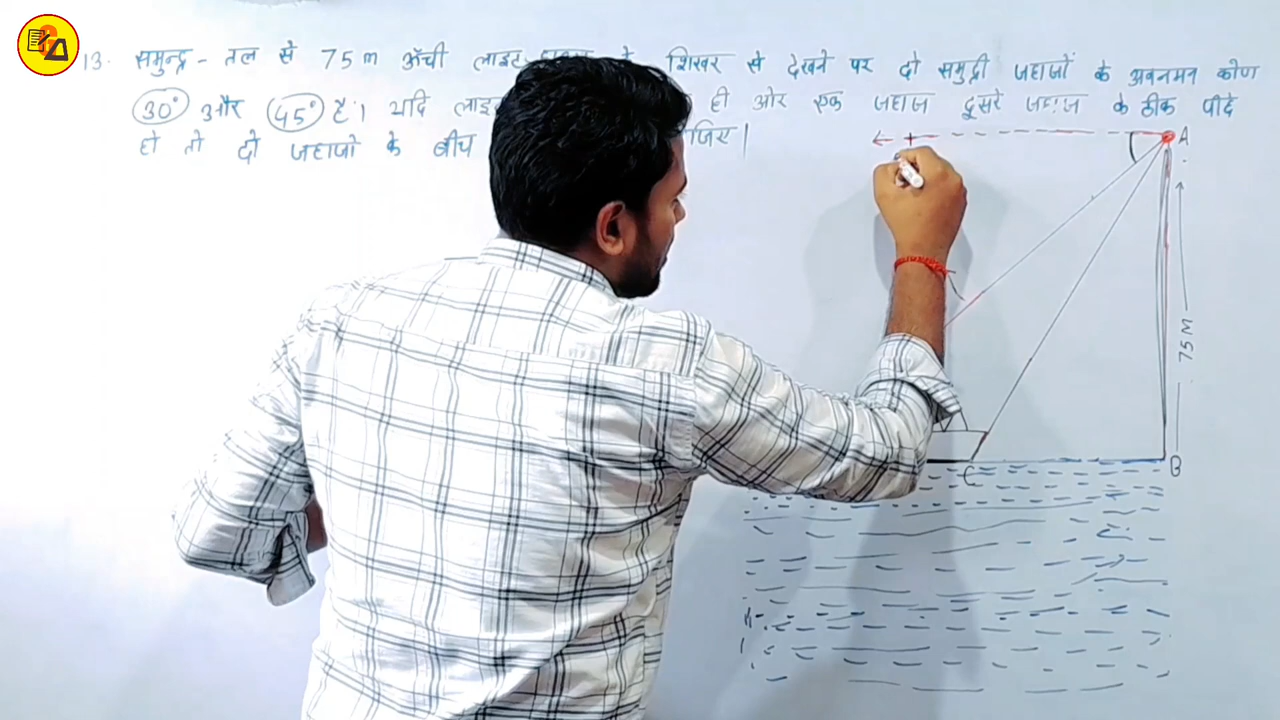 13. समुन्द्र - तल से 75 m ऊँची लाइट शिखर से देखने पर दो समुद्री जहाजों के अवनमन कोण
30° और 45° है। यदि ही ओर एक जहाज दूसरे जहाज के ठीक पीदे
हो तो दो जहाजो के बीच
A
75 M
C
B